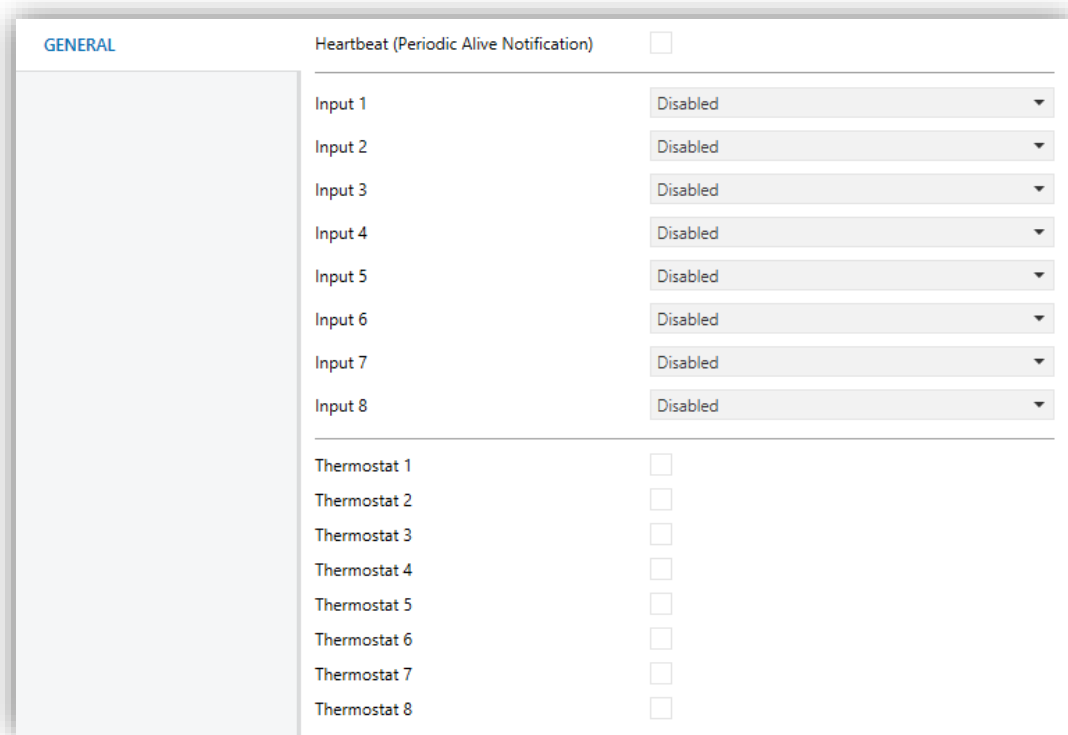 GENERAL
Heartbeat (Periodic Alive Notification)
Input 1 Disabled
Input 2 Disabled
Input 3 Disabled
Input 4 Disabled
Input 5 Disabled
Input 6 Disabled
Input 7 Disabled
Input 8 Disabled
Thermostat 1
Thermostat 2
Thermostat 3
Thermostat 4
Thermostat 5
Thermostat 6
Thermostat 7
Thermostat 8